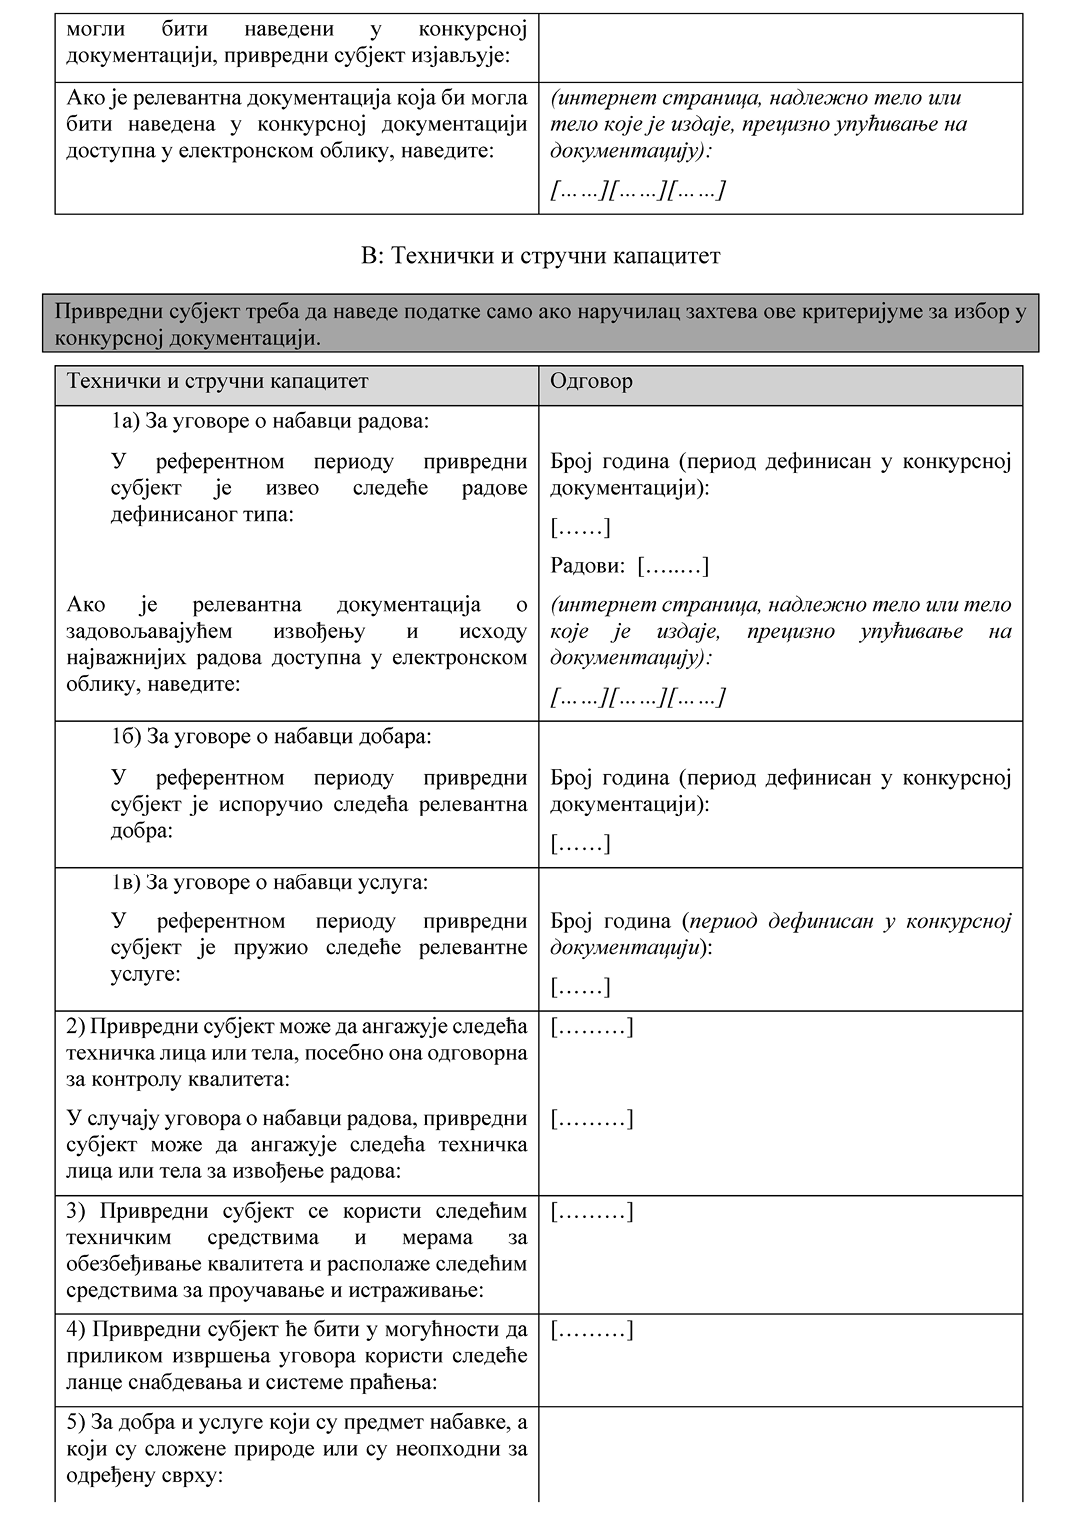 могли бити наведени у конкурсној
документацији, привредни субјект изјављује:
Ако је релевантна документација која би могла
бити наведена у конкурсној документацији
доступна у електронском облику, наведите:
(интернет страница, надлежно тело или
тело које је издаје, прецизно упућивање на
документацију):
[……][……][……]
В: Технички и стручни капацитет
Привредни субјект треба да наведе податке само ако наручилац захтева ове критеријуме за избор у
конкурсној документацији.
Технички и стручни капацитет
Одговор
1а) За уговоре о набавци радова:
У референтном периоду привредни
субјект је извео следеће радове
дефинисаног типа:
Број година (период дефинисан у конкурсној
документацији):
[……]
Радови: [……..]
Ако је релевантна документација о
задовољавајућем извођењу и исходу
најважнијих радова доступна у електронском
облику, наведите:
(интернет страница, надлежно тело или тело
које је издаје, прецизно упућивање на
документацију):
[……][……][……]
1б) За уговоре о набавци добара:
У референтном периоду привредни
субјект је испоручио следећа релевантна
добра:
Број година (период дефинисан у конкурсној
документацији):
[……]
1в) За уговоре о набавци услуга:
У референтном периоду привредни
субјект је пружио следеће релевантне
услуге:
Број година (период дефинисан у конкурсној
документацији):
[……]
2) Привредни субјект може да ангажује следећа
техничка лица или тела, посебно она одговорна
за контролу квалитета:
[………]
У случају уговора о набавци радова, привредни
субјект може да ангажује следећа техничка
лица или тела за извођење радова:
[………]
3) Привредни субјект се користи следећим
техничким средствима и мерама за
обезбеђивање квалитета и располаже следећим
средствима за проучавање и истраживање:
[………]
4) Привредни субјект ће бити у могућности да
приликом извршења уговора користи следеће
ланце снабдевања и системе праћења:
[………]
5) За добра и услуге који су предмет набавке, а
који су сложене природе или су неопходни за
одређену сврху: